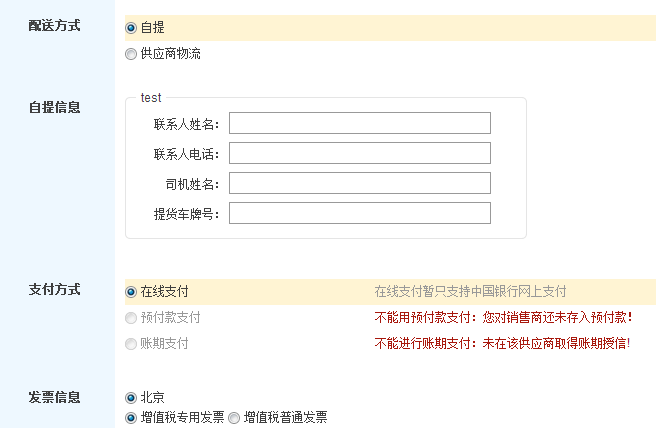 配送方式
自提
供应商物流
自提信息
test
联系人姓名：
联系人电话：
司机姓名：
提货车牌号：
支付方式
在线支付 在线支付暂只支持中国银行网上支付
预付款支付 不能用预付款支付：您对销售商还未存入预付款！
账期支付 不能进行账期支付：未在该供应商取得账期授信！
发票信息
北京
增值税专用发票 增值税普通发票